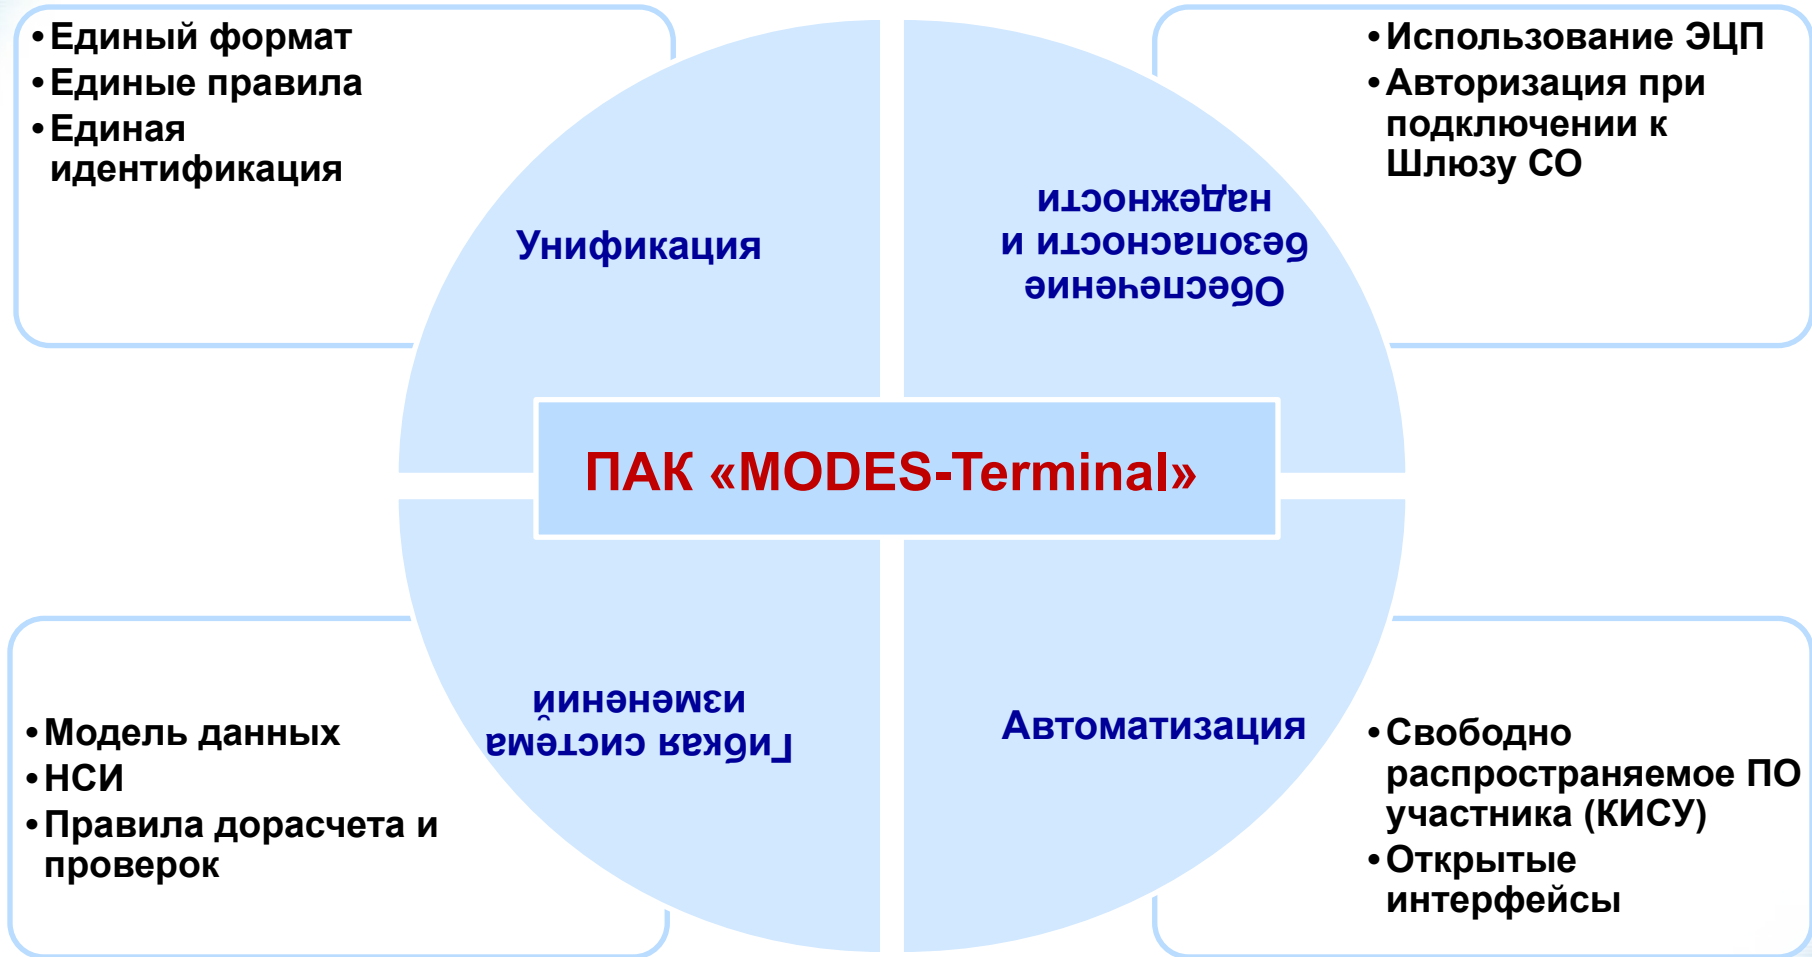 • Единый формат
• Единые правила
• Единая
идентификация
• Использование ЭЦП
• Авторизация при
подключении к
Шлюзу СО
Унификация
Обеспечение
безопасности и
надежности
ПАК «MODES-Terminal»
Гибкая система
изменений
Автоматизация
• Модель данных
• НСИ
• Правила дорасчета и
проверок
• Свободно
распространяемое ПО
участника (КИСУ)
• Открытые
интерфейсы